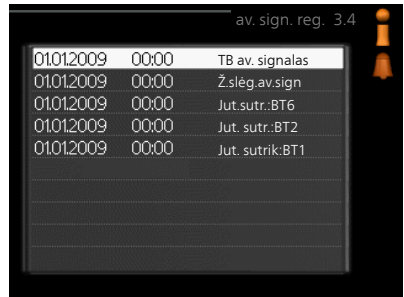 av. sign. reg. 3.4
01.01.2009 00:00 TB av. signalas
01.01.2009 00:00 Ž.slėg.av.sign
01.01.2009 00:00 Jut.sutr.:BT6
01.01.2009 00:00 Jut. sutr.:BT2
01.01.2009 00:00 Jut. sutrik:BT1